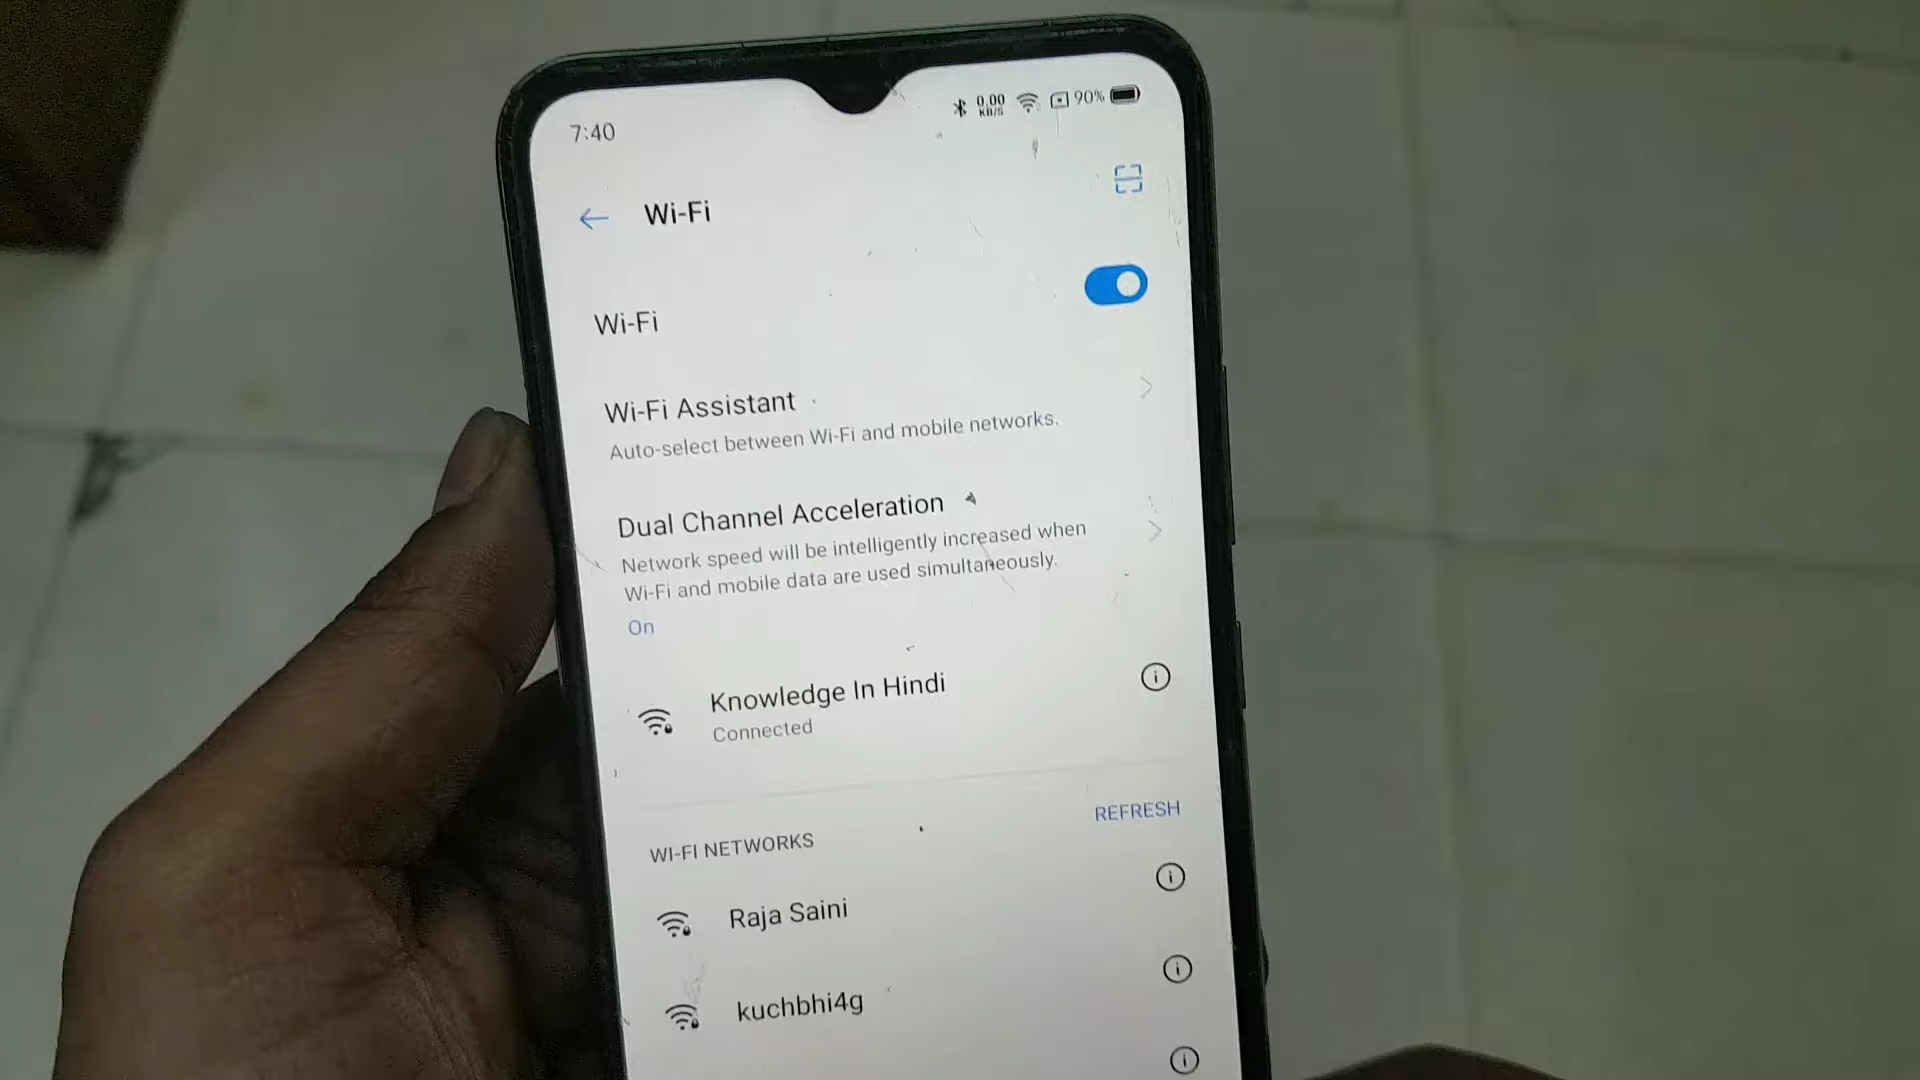 7:40
0.00
KB/S
90%
Wi-Fi
Wi-Fi
Wi-Fi Assistant
Auto-select between Wi-Fi and mobile networks.
Dual Channel Acceleration
Network speed will be intelligently increased when
Wi-Fi and mobile data are used simultaneously.
On
Knowledge In Hindi
Connected
WI-FI NETWORKS
REFRESH
Raja Saini
kuchbhi4g